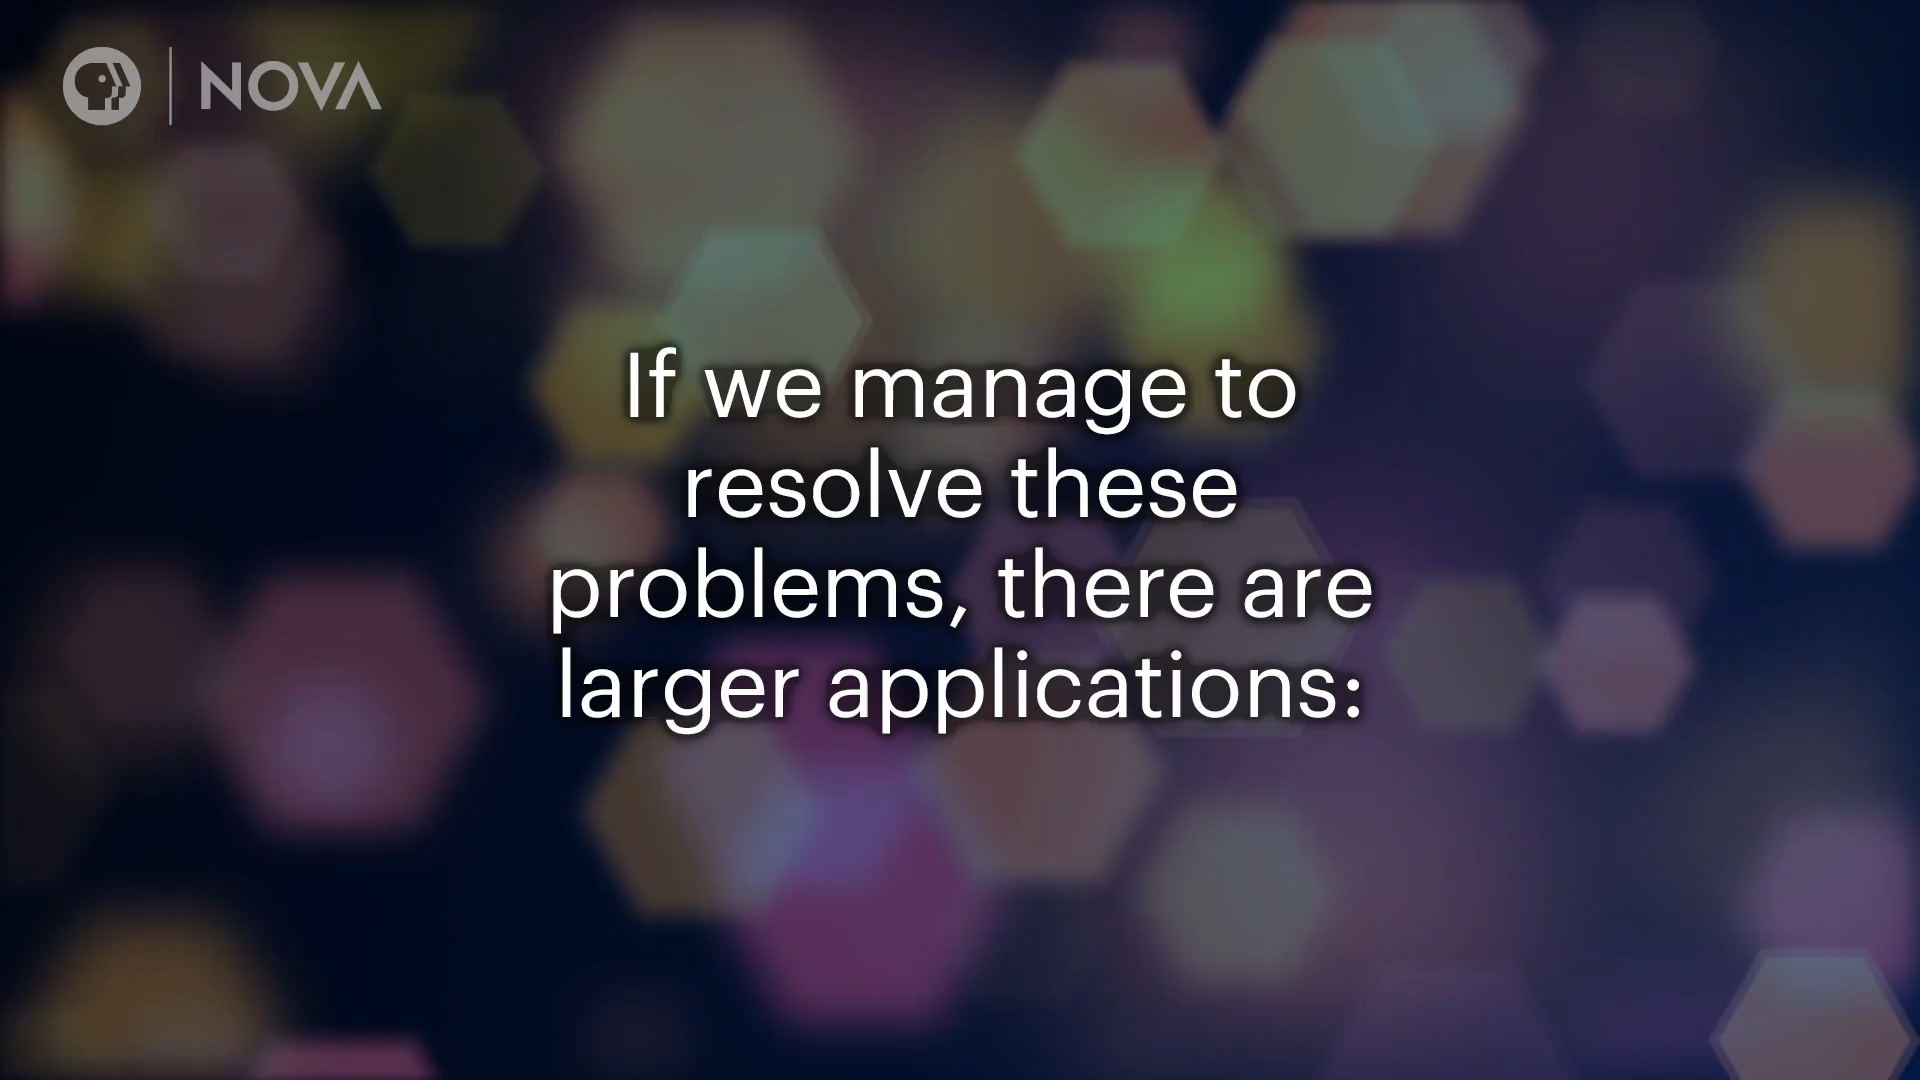 NOVA
If we manage to
resolve these
problems, there are
larger applications: